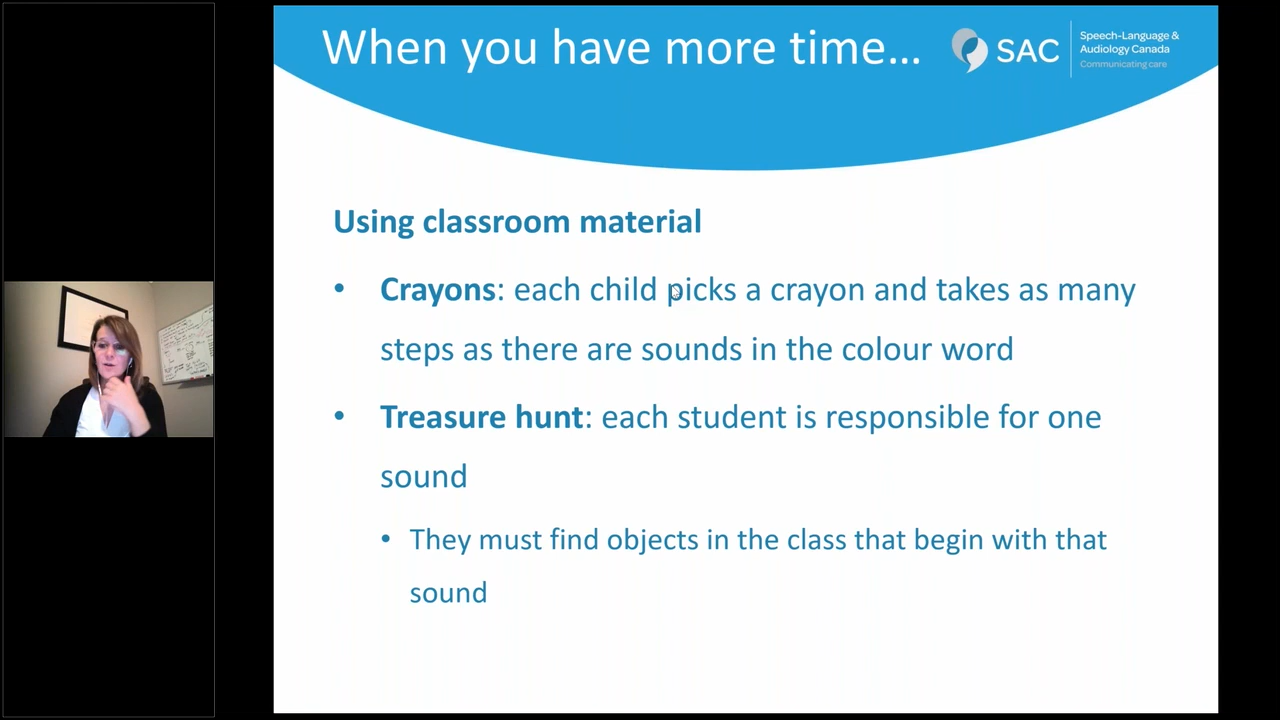 When you have more time...
SAC
Speech-Language &
Audiology Canada
Communicating care
Using classroom material
• Crayons: each child picks a crayon and takes as many
steps as there are sounds in the colour word
• Treasure hunt: each student is responsible for one
sound
• They must find objects in the class that begin with that
sound